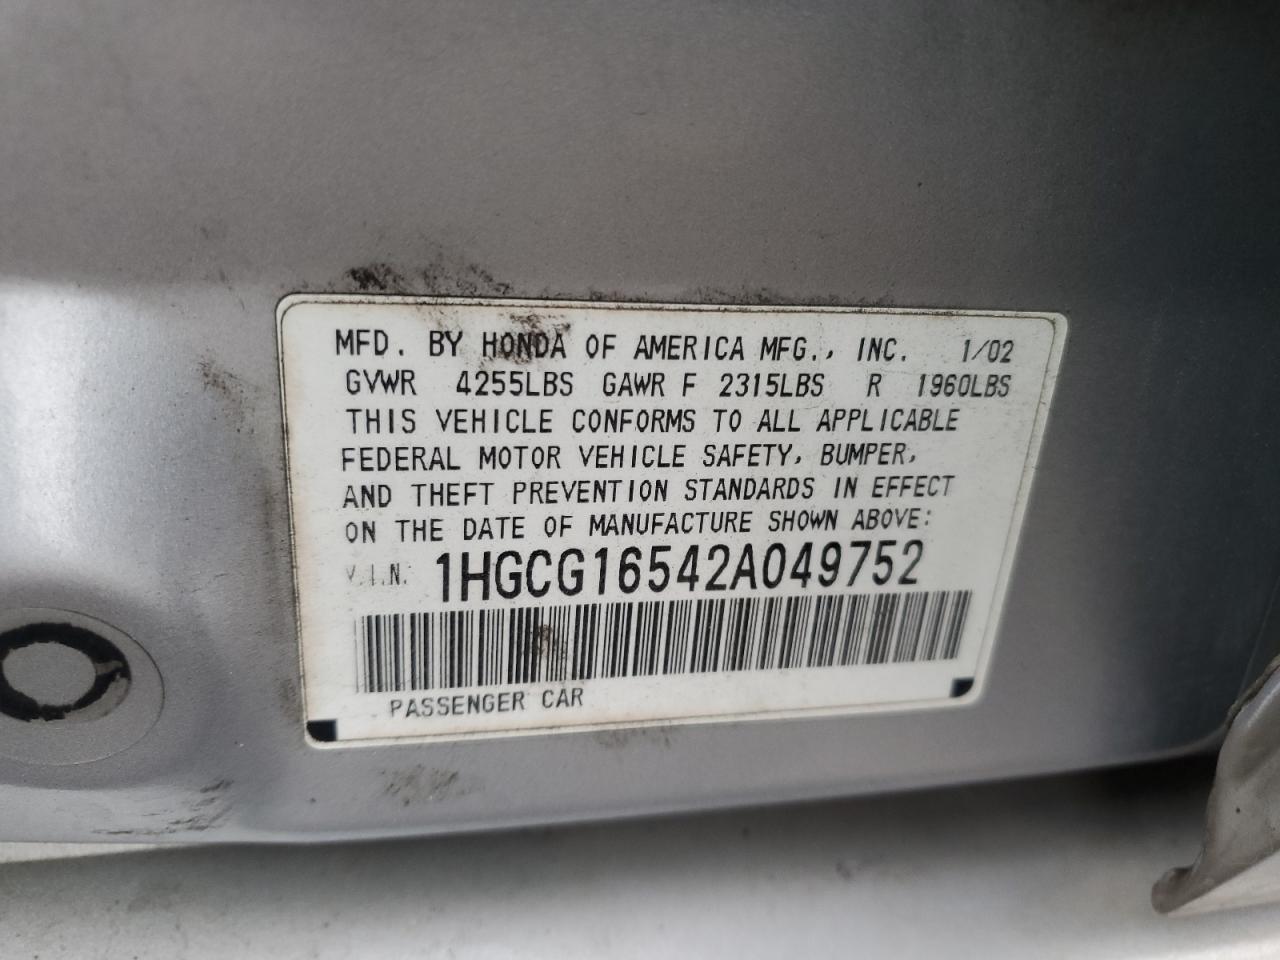 MFD. BY HONDA OF AMERICA MFG., INC. 1/02
GVWR 4255LBS GAWR F 2315LBS R 1960LBS
THIS VEHICLE CONFORMS TO ALL APPLICABLE
FEDERAL MOTOR VEHICLE SAFETY, BUMPER,
AND THEFT PREVENTION STANDARDS IN EFFECT
ON THE DATE OF MANUFACTURE SHOWN ABOVE:
V.I.N. 1HGCG16542A049752
PASSENGER CAR